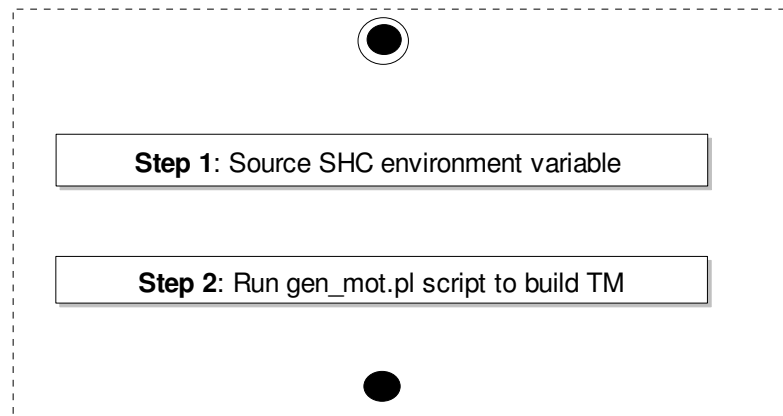 Step 1: Source SHC environment variable
Step 2: Run gen_mot.pl script to build TM